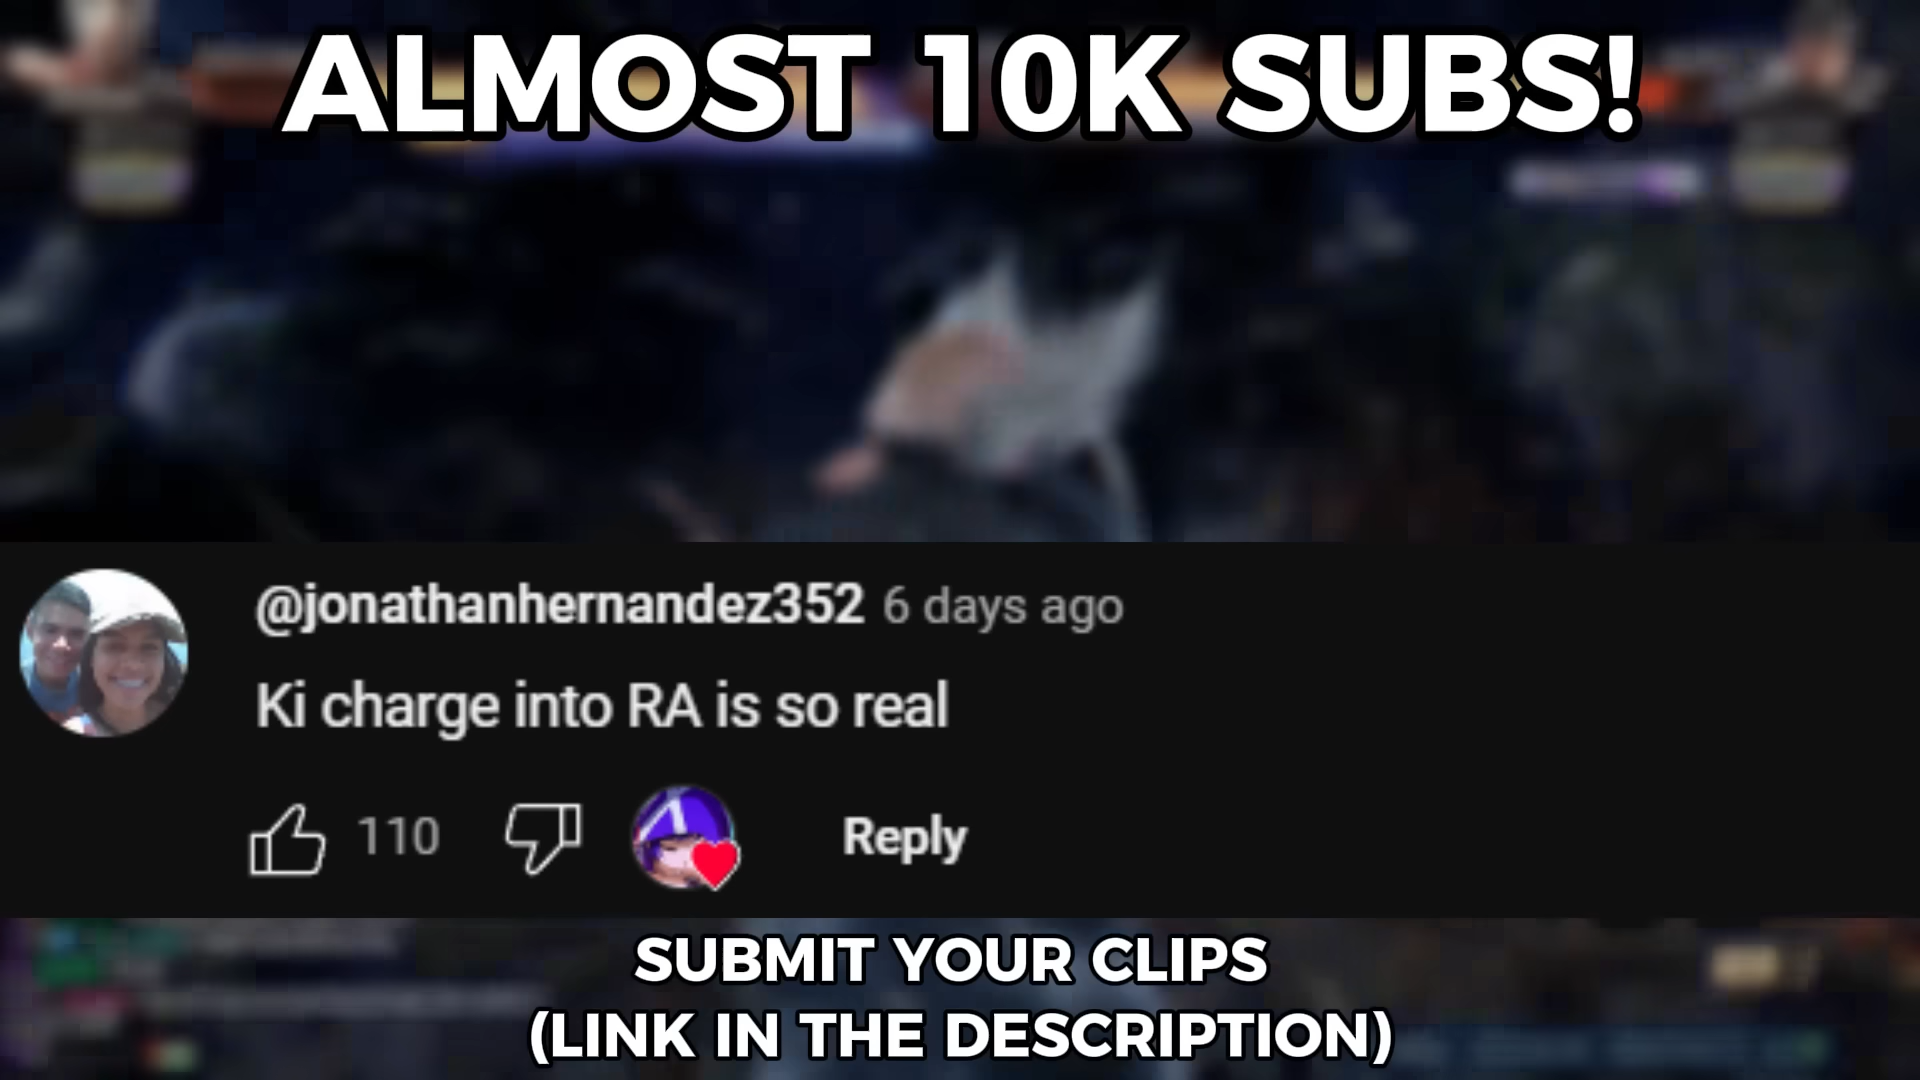 ALMOST 10K SUBS!
@jonathanhernandez352 6 days ago
Ki charge into RA is so real
110 Reply
SUBMIT YOUR CLIPS
(LINK IN THE DESCRIPTION)